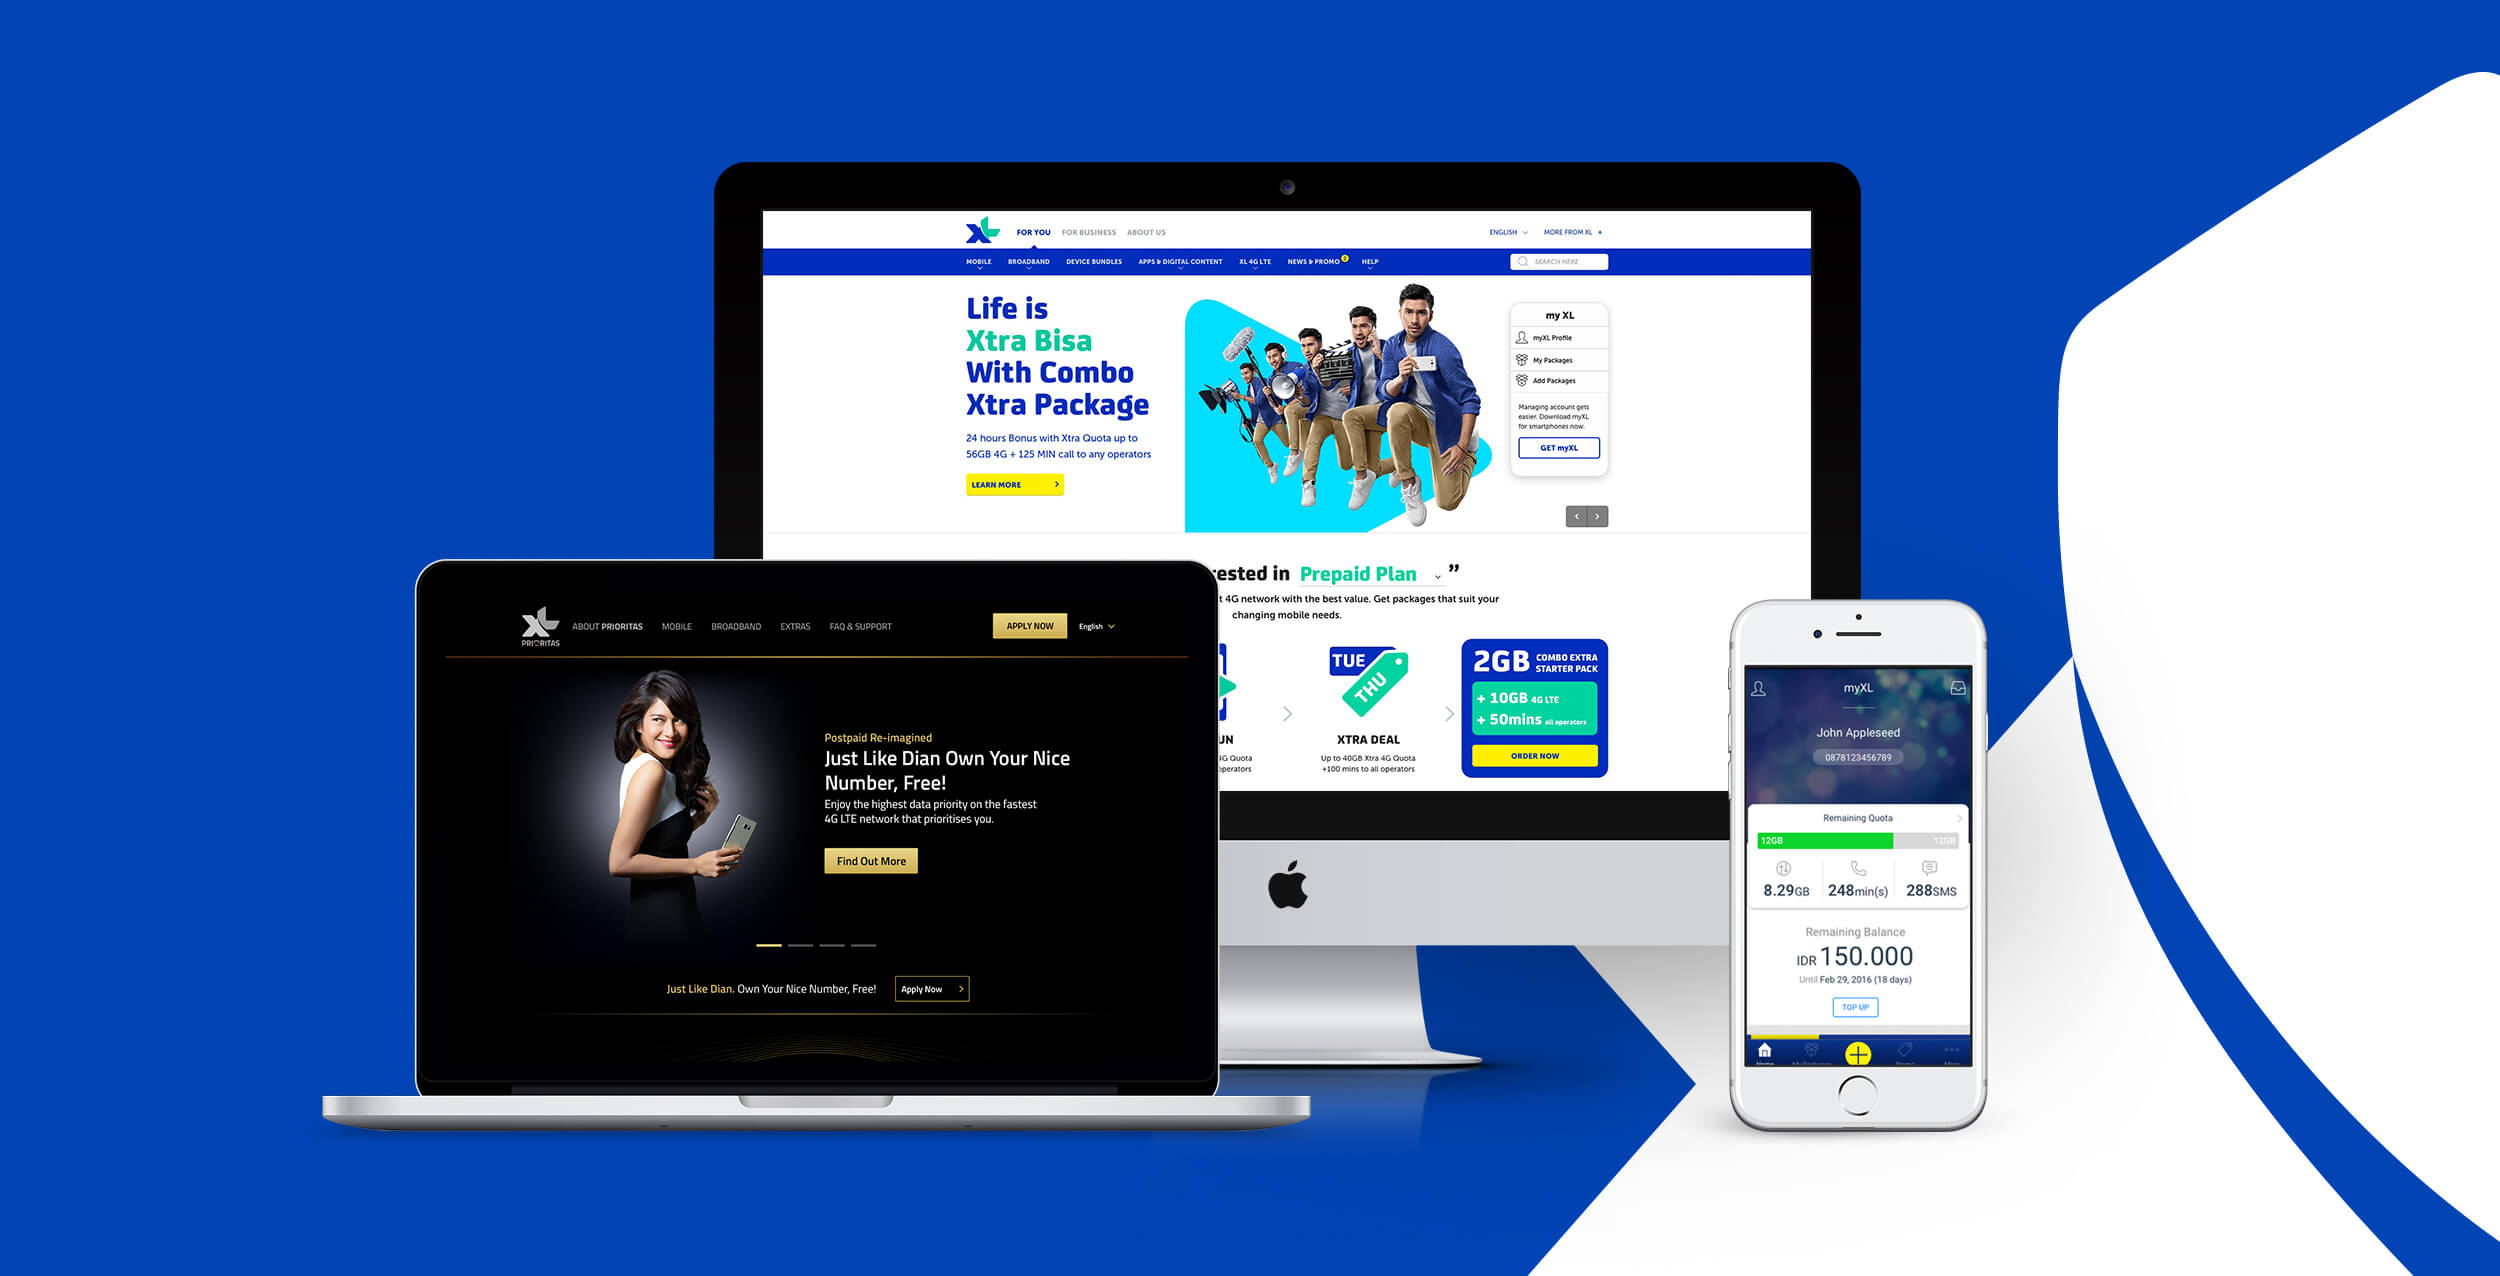 XL
FOR YOU
FOR BUSINESS
ABOUT US
ENGLISH
MORE FROM XL +
MOBILE
BROADBAND
DEVICE BUNDLES
APPS & DIGITAL CONTENT
XL 4G LTE
NEWS & PROMO 2
HELP
SEARCH HERE
Life is
Xtra Bisa
With Combo
Xtra Package
24 hours Bonus with Xtra Quota up to
56GB 4G + 125 MIN call to any operators
LEARN MORE
my XL
myXL Profile
My Packages
Add Packages
Managing account gets
easier. Download myXL
for smartphones now.
GET myXL
rested in Prepaid Plan ”
t 4G network with the best value. Get packages that suit your
changing mobile needs.
UN
4G Quota
operators
TUE
THU
XTRA DEAL
Up to 40GB Xtra 4G Quota
+100 mins to all operators
2GB COMBO EXTRA
STARTER PACK
+ 10GB 4G LTE
+ 50mins all operators
ORDER NOW
XL
PRIORITAS
ABOUT PRIORITAS
MOBILE
BROADBAND
EXTRAS
FAQ & SUPPORT
APPLY NOW
English
Postpaid Re-imagined
Just Like Dian Own Your Nice
Number, Free!
Enjoy the highest data priority on the fastest
4G LTE network that prioritises you.
Find Out More
Just Like Dian. Own Your Nice Number, Free!
Apply Now
myXL
John Appleseed
0878123456789
Remaining Quota
12GB
12GB
8.29GB
248min(s)
288SMS
Remaining Balance
IDR 150.000
Until Feb 29, 2016 (18 days)
TOP UP